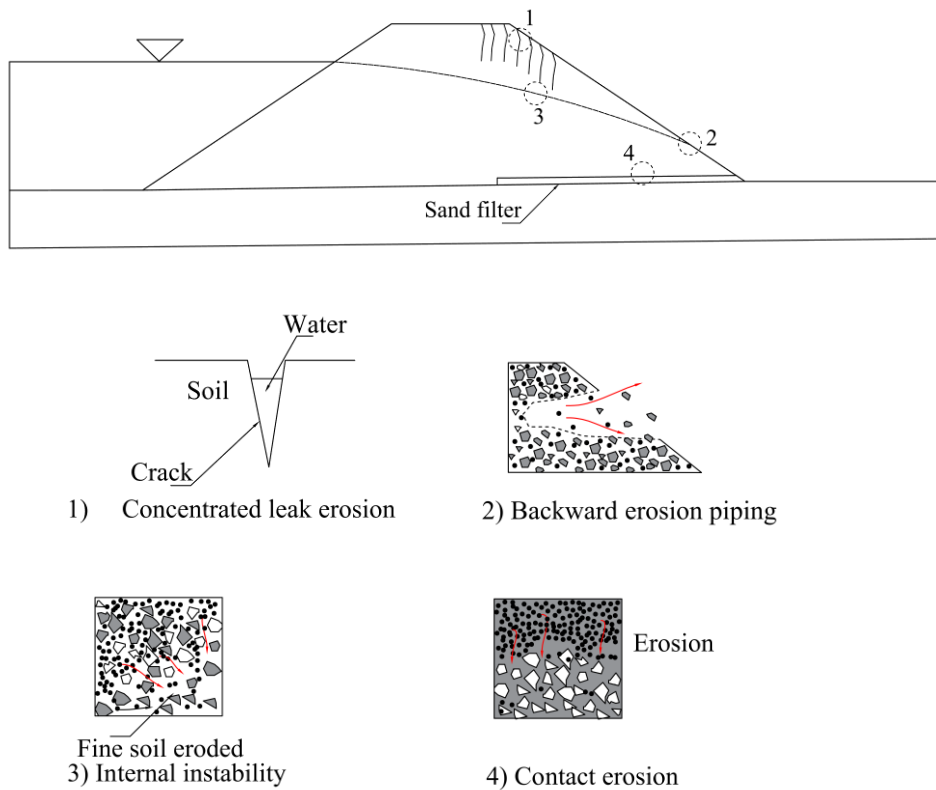 1
3
2
4
Sand filter
Water
Soil
Crack
1) Concentrated leak erosion
2) Backward erosion piping
Erosion
Fine soil eroded
3) Internal instability
4) Contact erosion